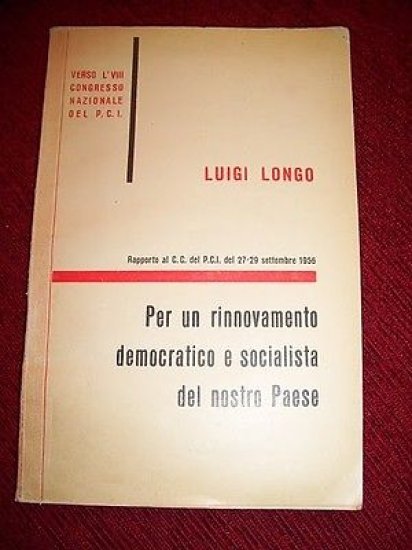 VERSO L'VIII
CONGRESSO
NAZIONALE
DEL P.C.I.
LUIGI LONGO
Rapporto al C.C. del P.C.I. del 27-29 settembre 1956
Per un rinnovamento
democratico e socialista
del nostro Paese